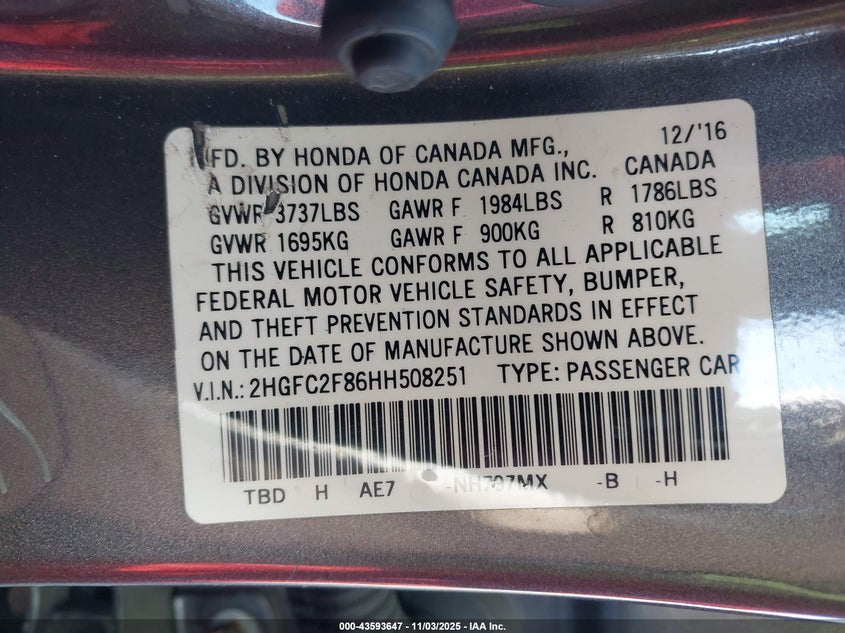 MFD. BY HONDA OF CANADA MFG., 12/'16
A DIVISION OF HONDA CANADA INC. CANADA
GVWR 3737LBS GAWR F 1984LBS R 1786LBS
GVWR 1695KG GAWR F 900KG R 810KG
THIS VEHICLE CONFORMS TO ALL APPLICABLE
FEDERAL MOTOR VEHICLE SAFETY, BUMPER,
AND THEFT PREVENTION STANDARDS IN EFFECT
ON THE DATE OF MANUFACTURE SHOWN ABOVE.
V.I.N.: 2HGFC2F86HH508251 TYPE: PASSENGER CAR
TBD H AE7 -NH797MX -B -H
000-43593647 - 11/03/2025 - IAA Inc.